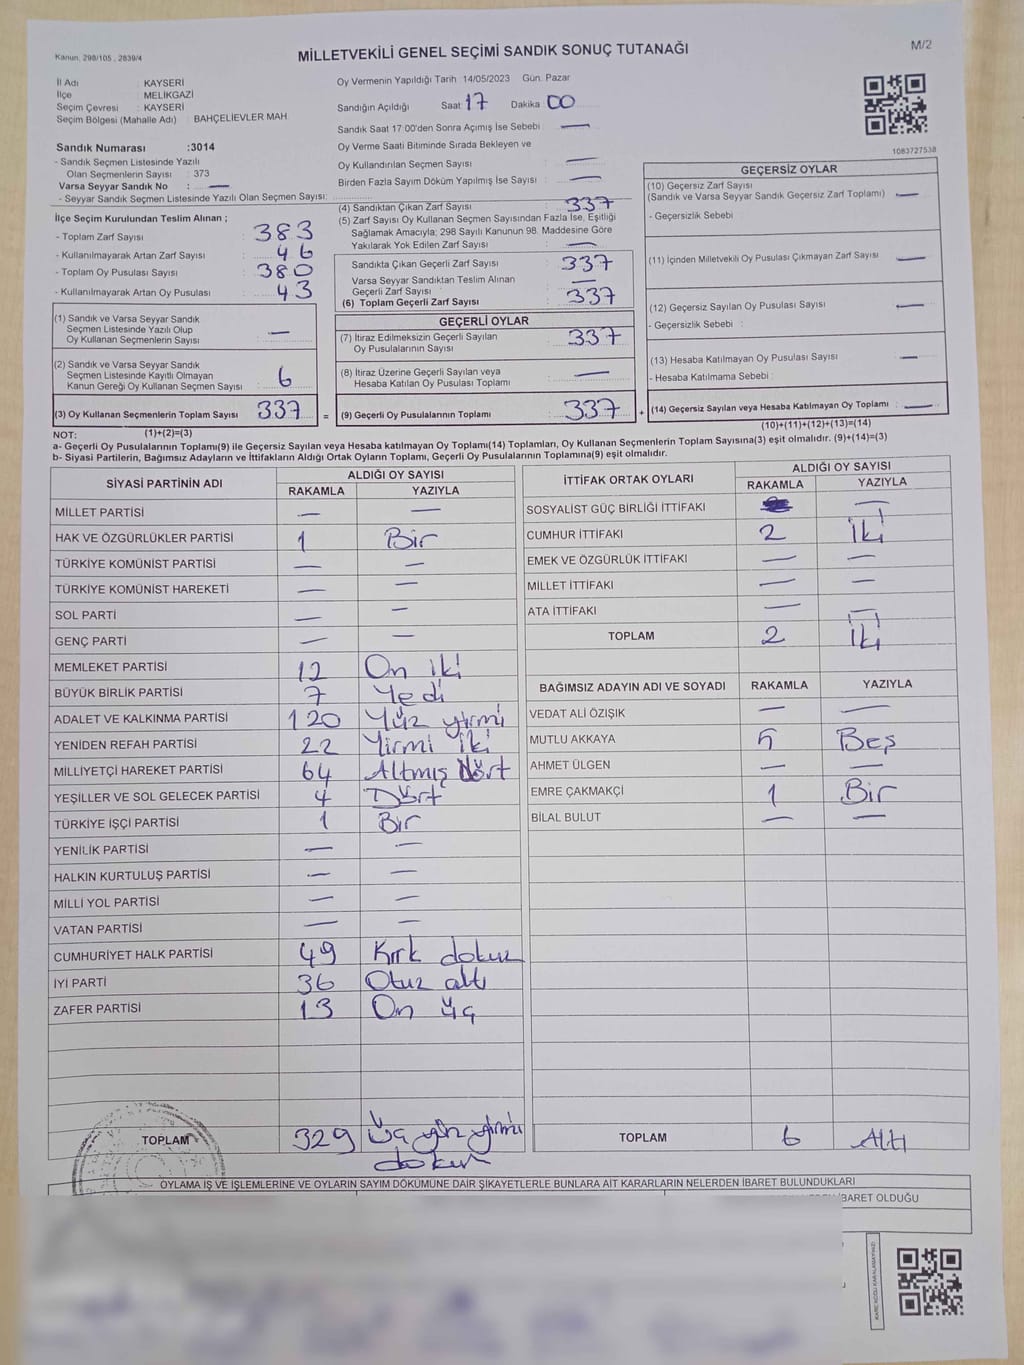 Kanun. 298/105 , 2839/4
MİLLETVEKİLİ GENEL SEÇİMİ SANDIK SONUÇ TUTANAĞI
M/2
İl Adı : KAYSERİ
İlçe : MELİKGAZİ
Seçim Çevresi : KAYSERİ
Seçim Bölgesi (Mahalle Adı) : BAHÇELİEVLER MAH
Sandık Numarası :3014
- Sandık Seçmen Listesinde Yazılı
Olan Seçmenlerin Sayısı : 373
Varsa Seyyar Sandık No : —
- Seyyar Sandık Seçmen Listesinde Yazılı Olan Seçmen Sayısı:
Oy Vermenin Yapıldığı Tarih 14/05/2023 Gün. Pazar
Sandığın Açıldığı Saat 17 Dakika 00
Sandık Saat 17:00'den Sonra Açımış İse Sebebi —
Oy Verme Saati Bitiminde Sırada Bekleyen ve
Oy Kullandırılan Seçmen Sayısı —
Birden Fazla Sayım Döküm Yapılmış İse Sayısı : —
1083727538
İlçe Seçim Kurulundan Teslim Alınan ;
- Toplam Zarf Sayısı : 383
- Kullanılmayarak Artan Zarf Sayısı : 46
- Toplam Oy Pusulası Sayısı : 380
- Kullanılmayarak Artan Oy Pusulası : 43
(1) Sandık ve Varsa Seyyar Sandık
Seçmen Listesinde Yazılı Olup
Oy Kullanan Seçmenlerin Sayısı : —
(2) Sandık ve Varsa Seyyar Sandık
Seçmen Listesinde Kayıtlı Olmayan
Kanun Gereği Oy Kullanan Seçmen Sayısı : 6
(3) Oy Kullanan Seçmenlerin Toplam Sayısı 337 =
(4) Sandıktan Çıkan Zarf Sayısı : 337
(5) Zarf Sayısı Oy Kullanan Seçmen Sayısından Fazla İse, Eşitliği
Sağlamak Amacıyla; 298 Sayılı Kanunun 98. Maddesine Göre
Yakılarak Yok Edilen Zarf Sayısı : —
Sandıkta Çıkan Geçerli Zarf Sayısı : 337
Varsa Seyyar Sandıktan Teslim Alınan
Geçerli Zarf Sayısı : —
(6) Toplam Geçerli Zarf Sayısı : 337
GEÇERLİ OYLAR
(7) İtiraz Edilmeksizin Geçerli Sayılan
Oy Pusulalarının Sayısı : 337
(8) İtiraz Üzerine Geçerli Sayılan veya
Hesaba Katılan Oy Pusulası Toplamı : —
(9) Geçerli Oy Pusulalarının Toplamı : 337 +
GEÇERSİZ OYLAR
(10) Geçersiz Zarf Sayısı
(Sandık ve Varsa Seyyar Sandık Geçersiz Zarf Toplamı) : —
- Geçersizlik Sebebi :
(11) İçinden Milletvekili Oy Pusulası Çıkmayan Zarf Sayısı : —
(12) Geçersiz Sayılan Oy Pusulası Sayısı : —
- Geçersizlik Sebebi :
(13) Hesaba Katılmayan Oy Pusulası Sayısı : —
- Hesaba Katılmama Sebebi :
(14) Geçersiz Sayılan veya Hesaba Katılmayan Oy Toplamı : —
NOT: (1)+(2)=(3)
(10)+(11)+(12)+(13)=(14)
a- Geçerli Oy Pusulalarının Toplamı(9) ile Geçersiz Sayılan veya Hesaba katılmayan Oy Toplamı(14) Toplamları, Oy Kullanan Seçmenlerin Toplam Sayısına(3) eşit olmalıdır. (9)+(14)=(3)
b- Siyasi Partilerin, Bağımsız Adayların ve İttifakların Aldığı Ortak Oyların Toplamı, Geçerli Oy Pusulalarının Toplamına(9) eşit olmalıdır.
SİYASİ PARTİNİN ADI ALDIĞI OY SAYISI
RAKAMLA YAZIYLA
MİLLET PARTİSİ — —
HAK VE ÖZGÜRLÜKLER PARTİSİ 1 Bir
TÜRKİYE KOMÜNİST PARTİSİ — —
TÜRKİYE KOMÜNİST HAREKETİ — —
SOL PARTİ — —
GENÇ PARTİ — —
MEMLEKET PARTİSİ 12 On iki
BÜYÜK BİRLİK PARTİSİ 7 Yedi
ADALET VE KALKINMA PARTİSİ 120 Yüz yirmi
YENİDEN REFAH PARTİSİ 22 Yirmi iki
MİLLİYETÇİ HAREKET PARTİSİ 64 Altmış dört
YEŞİLLER VE SOL GELECEK PARTİSİ 4 Dört
TÜRKİYE İŞÇİ PARTİSİ 1 Bir
YENİLİK PARTİSİ — —
HALKIN KURTULUŞ PARTİSİ — —
MİLLİ YOL PARTİSİ — —
VATAN PARTİSİ — —
CUMHURİYET HALK PARTİSİ 49 Kırk dokuz
İYİ PARTİ 36 Otuz altı
ZAFER PARTİSİ 13 On üç
TOPLAM 329 Üç yüz yirmi
dokuz
İTTİFAK ORTAK OYLARI ALDIĞI OY SAYISI
RAKAMLA YAZIYLA
SOSYALİST GÜÇ BİRLİĞİ İTTİFAKI —
CUMHUR İTTİFAKI 2 İki
EMEK VE ÖZGÜRLÜK İTTİFAKI — —
MİLLET İTTİFAKI — —
ATA İTTİFAKI — —
TOPLAM 2 İki
BAĞIMSIZ ADAYIN ADI VE SOYADI RAKAMLA YAZIYLA
VEDAT ALİ ÖZIŞIK — —
MUTLU AKKAYA 5 Beş
AHMET ÜLGEN — —
EMRE ÇAKMAKÇİ 1 Bir
BİLAL BULUT — —
TOPLAM 6 Altı
OYLAMA İŞ VE İŞLEMLERİNE VE OYLARIN SAYIM DÖKÜMÜNE DAİR ŞİKAYETLERLE BUNLARA AİT KARARLARIN NELERDEN İBARET BULUNDUKLARI
İBARET OLDUĞU